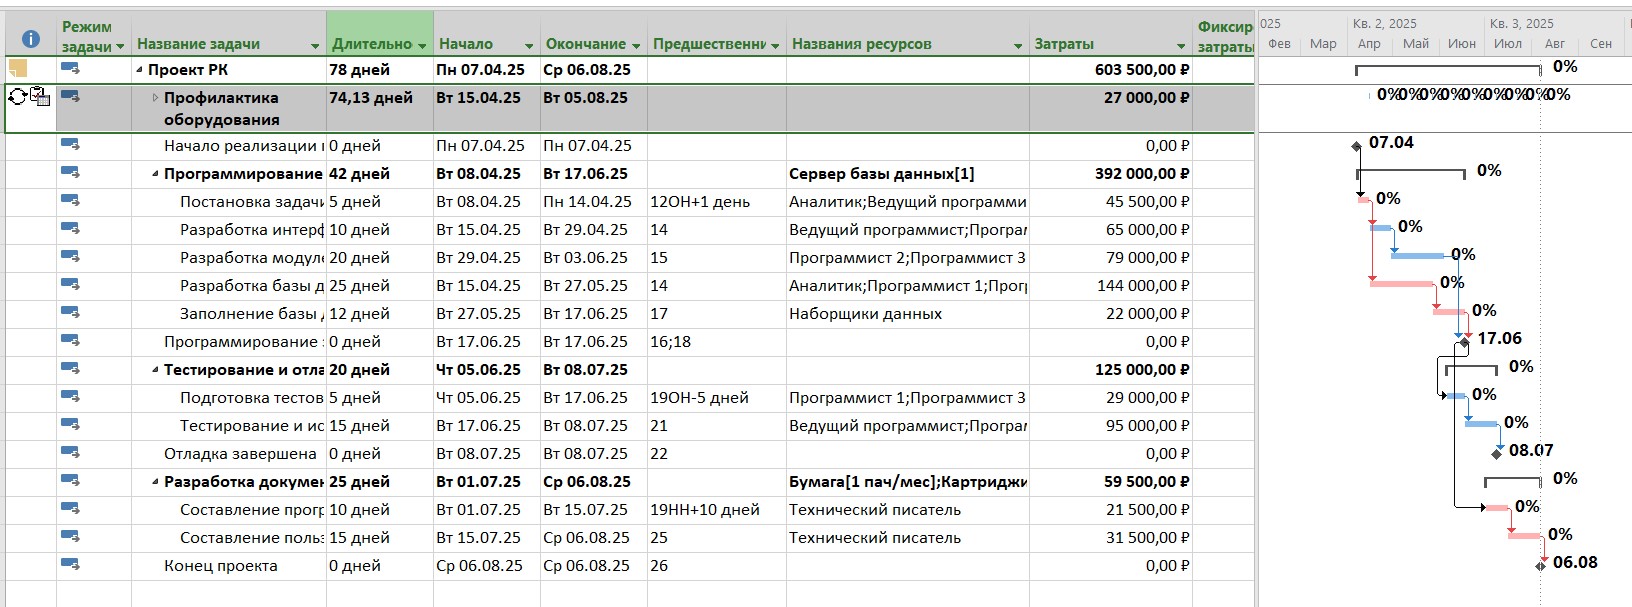 Режим задачи Название задачи Длительно Начало Окончание Предшественни Названия ресурсов Затраты Фиксир затраты
025 Кв. 2, 2025 Кв. 3, 2025
Фев Мар Апр Май Июн Июл Авг Сен
Проект РК 78 дней Пн 07.04.25 Ср 06.08.25 603 500,00 ₽ 0%
Профилактика оборудования 74,13 дней Вт 15.04.25 Вт 05.08.25 27 000,00 ₽ 0%0%0%0%0%0%0%0%0%
Начало реализации 0 дней Пн 07.04.25 Пн 07.04.25 0,00 ₽ 07.04
Программирование 42 дней Вт 08.04.25 Вт 17.06.25 Сервер базы данных[1] 392 000,00 ₽ 0%
Постановка задачи 5 дней Вт 08.04.25 Пн 14.04.25 12ОН+1 день Аналитик;Ведущий программи 45 500,00 ₽ 0%
Разработка интерф 10 дней Вт 15.04.25 Вт 29.04.25 14 Ведущий программист;Програм 65 000,00 ₽ 0%
Разработка модуле 20 дней Вт 29.04.25 Вт 03.06.25 15 Программист 2;Программист 3 79 000,00 ₽ 0%
Разработка базы д 25 дней Вт 15.04.25 Вт 27.05.25 14 Аналитик;Программист 1;Прог 144 000,00 ₽ 0%
Заполнение базы 12 дней Вт 27.05.25 Вт 17.06.25 17 Наборщики данных 22 000,00 ₽ 0%
Программирование 0 дней Вт 17.06.25 Вт 17.06.25 16;18 0,00 ₽ 17.06
Тестирование и отла 20 дней Чт 05.06.25 Вт 08.07.25 125 000,00 ₽ 0%
Подготовка тестов 5 дней Чт 05.06.25 Вт 17.06.25 19ОН-5 дней Программист 1;Программист 3 29 000,00 ₽ 0%
Тестирование и ис 15 дней Вт 17.06.25 Вт 08.07.25 21 Ведущий программист;Програм 95 000,00 ₽ 0%
Отладка завершена 0 дней Вт 08.07.25 Вт 08.07.25 22 0,00 ₽ 08.07
Разработка докумен 25 дней Вт 01.07.25 Ср 06.08.25 Бумага[1 пач/мес];Картриджи 59 500,00 ₽ 0%
Составление прог 10 дней Вт 01.07.25 Вт 15.07.25 19НН+10 дней Технический писатель 21 500,00 ₽ 0%
Составление польз 15 дней Вт 15.07.25 Ср 06.08.25 25 Технический писатель 31 500,00 ₽ 0%
Конец проекта 0 дней Ср 06.08.25 Ср 06.08.25 26 0,00 ₽ 06.08